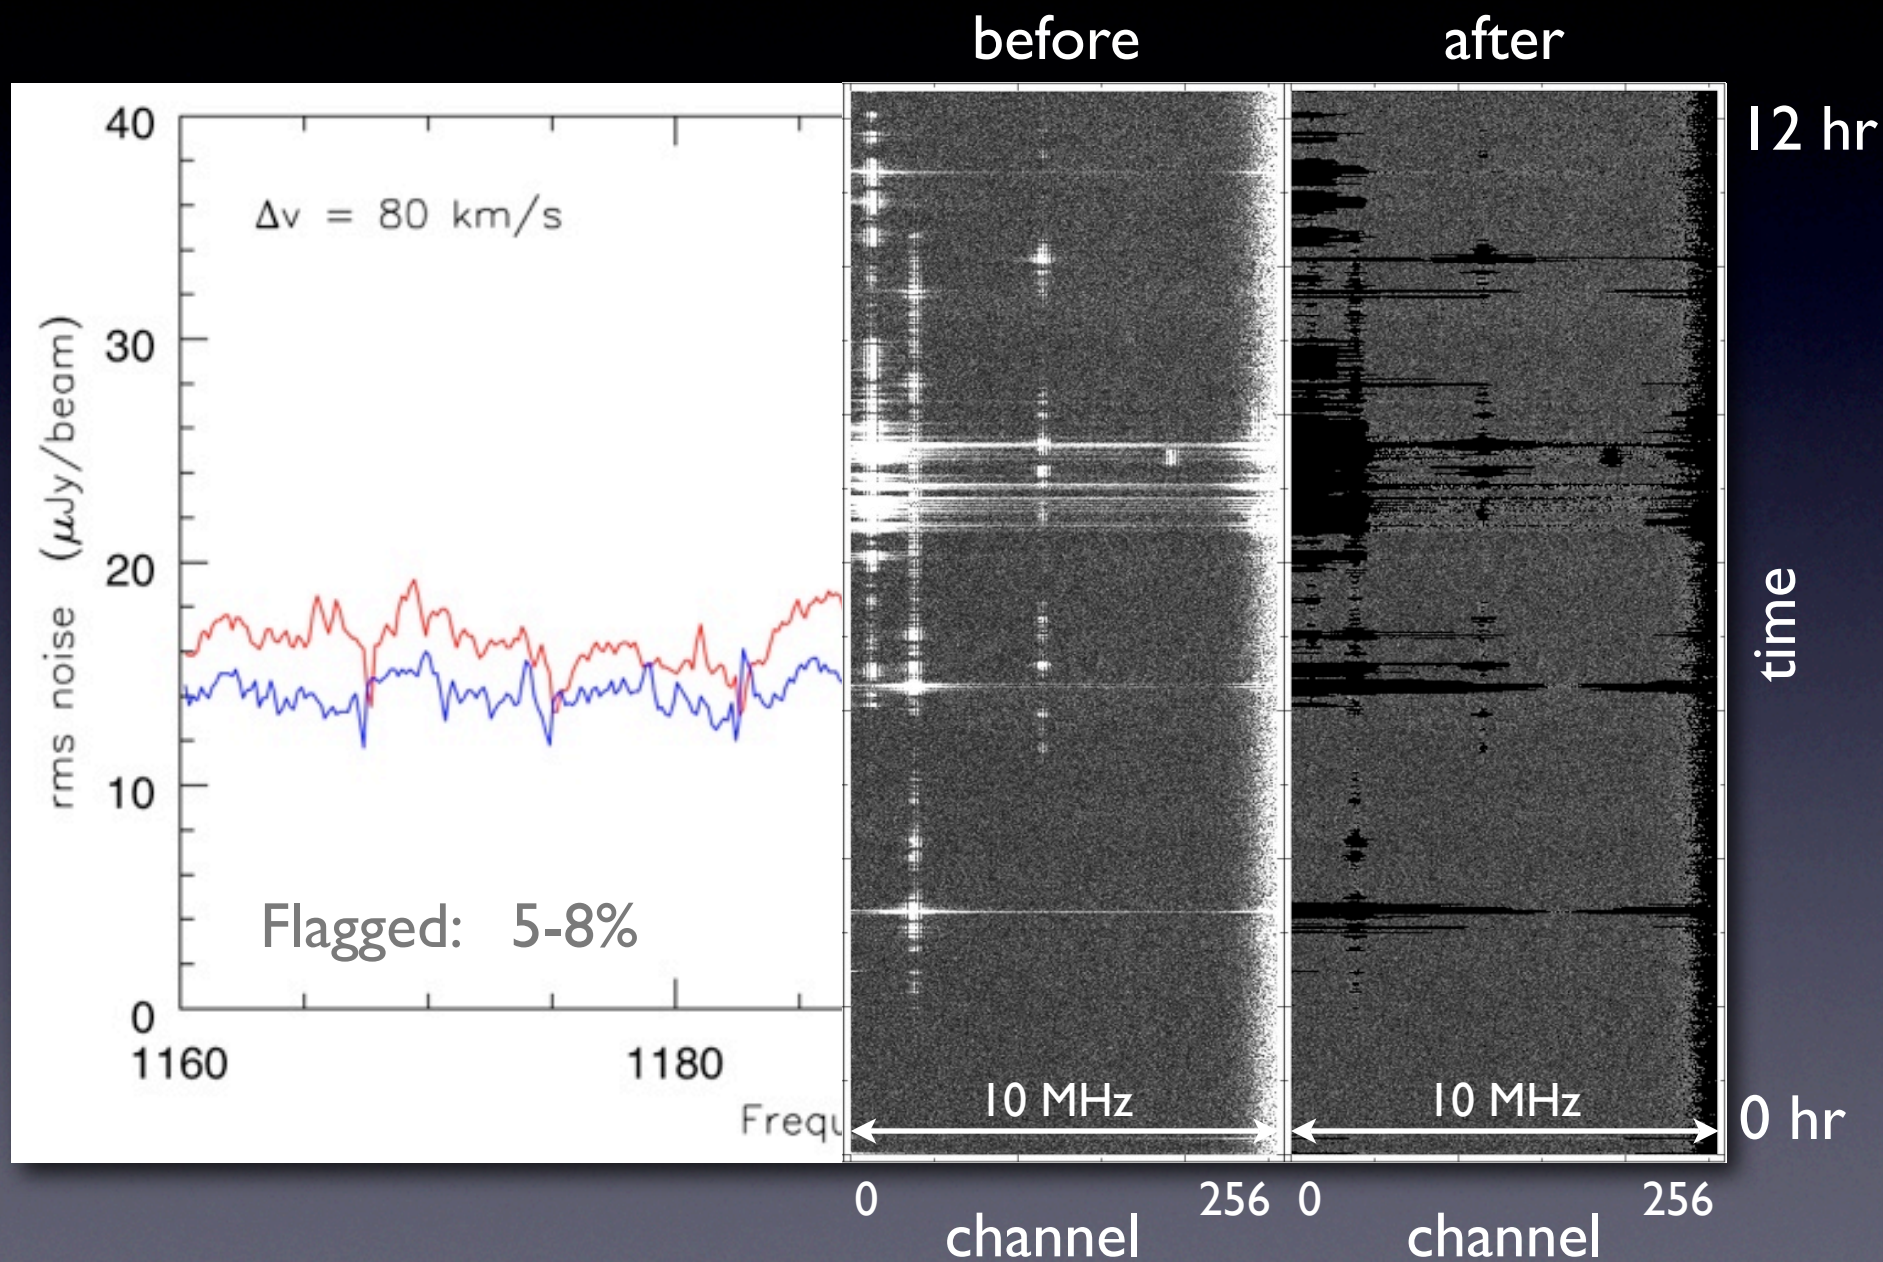 before
after
40
30
20
10
0
rms noise (μJy/beam)
Δv = 80 km/s
Flagged: 5-8%
1160
1180
Frequ
10 MHz
10 MHz
12 hr
time
0 hr
0
256
0
256
channel
channel